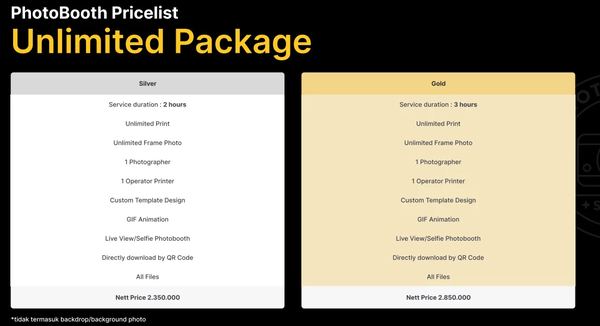 PhotoBooth Pricelist
Unlimited Package
Silver
Service duration : 2 hours
Unlimited Print
Unlimited Frame Photo
1 Photographer
1 Operator Printer
Custom Template Design
GIF Animation
Live View/Selfie Photobooth
Directly download by QR Code
All Files
Nett Price 2.350.000
Gold
Service duration : 3 hours
Unlimited Print
Unlimited Frame Photo
1 Photographer
1 Operator Printer
Custom Template Design
GIF Animation
Live View/Selfie Photobooth
Directly download by QR Code
All Files
Nett Price 2.850.000
*tidak termasuk backdrop/background photo